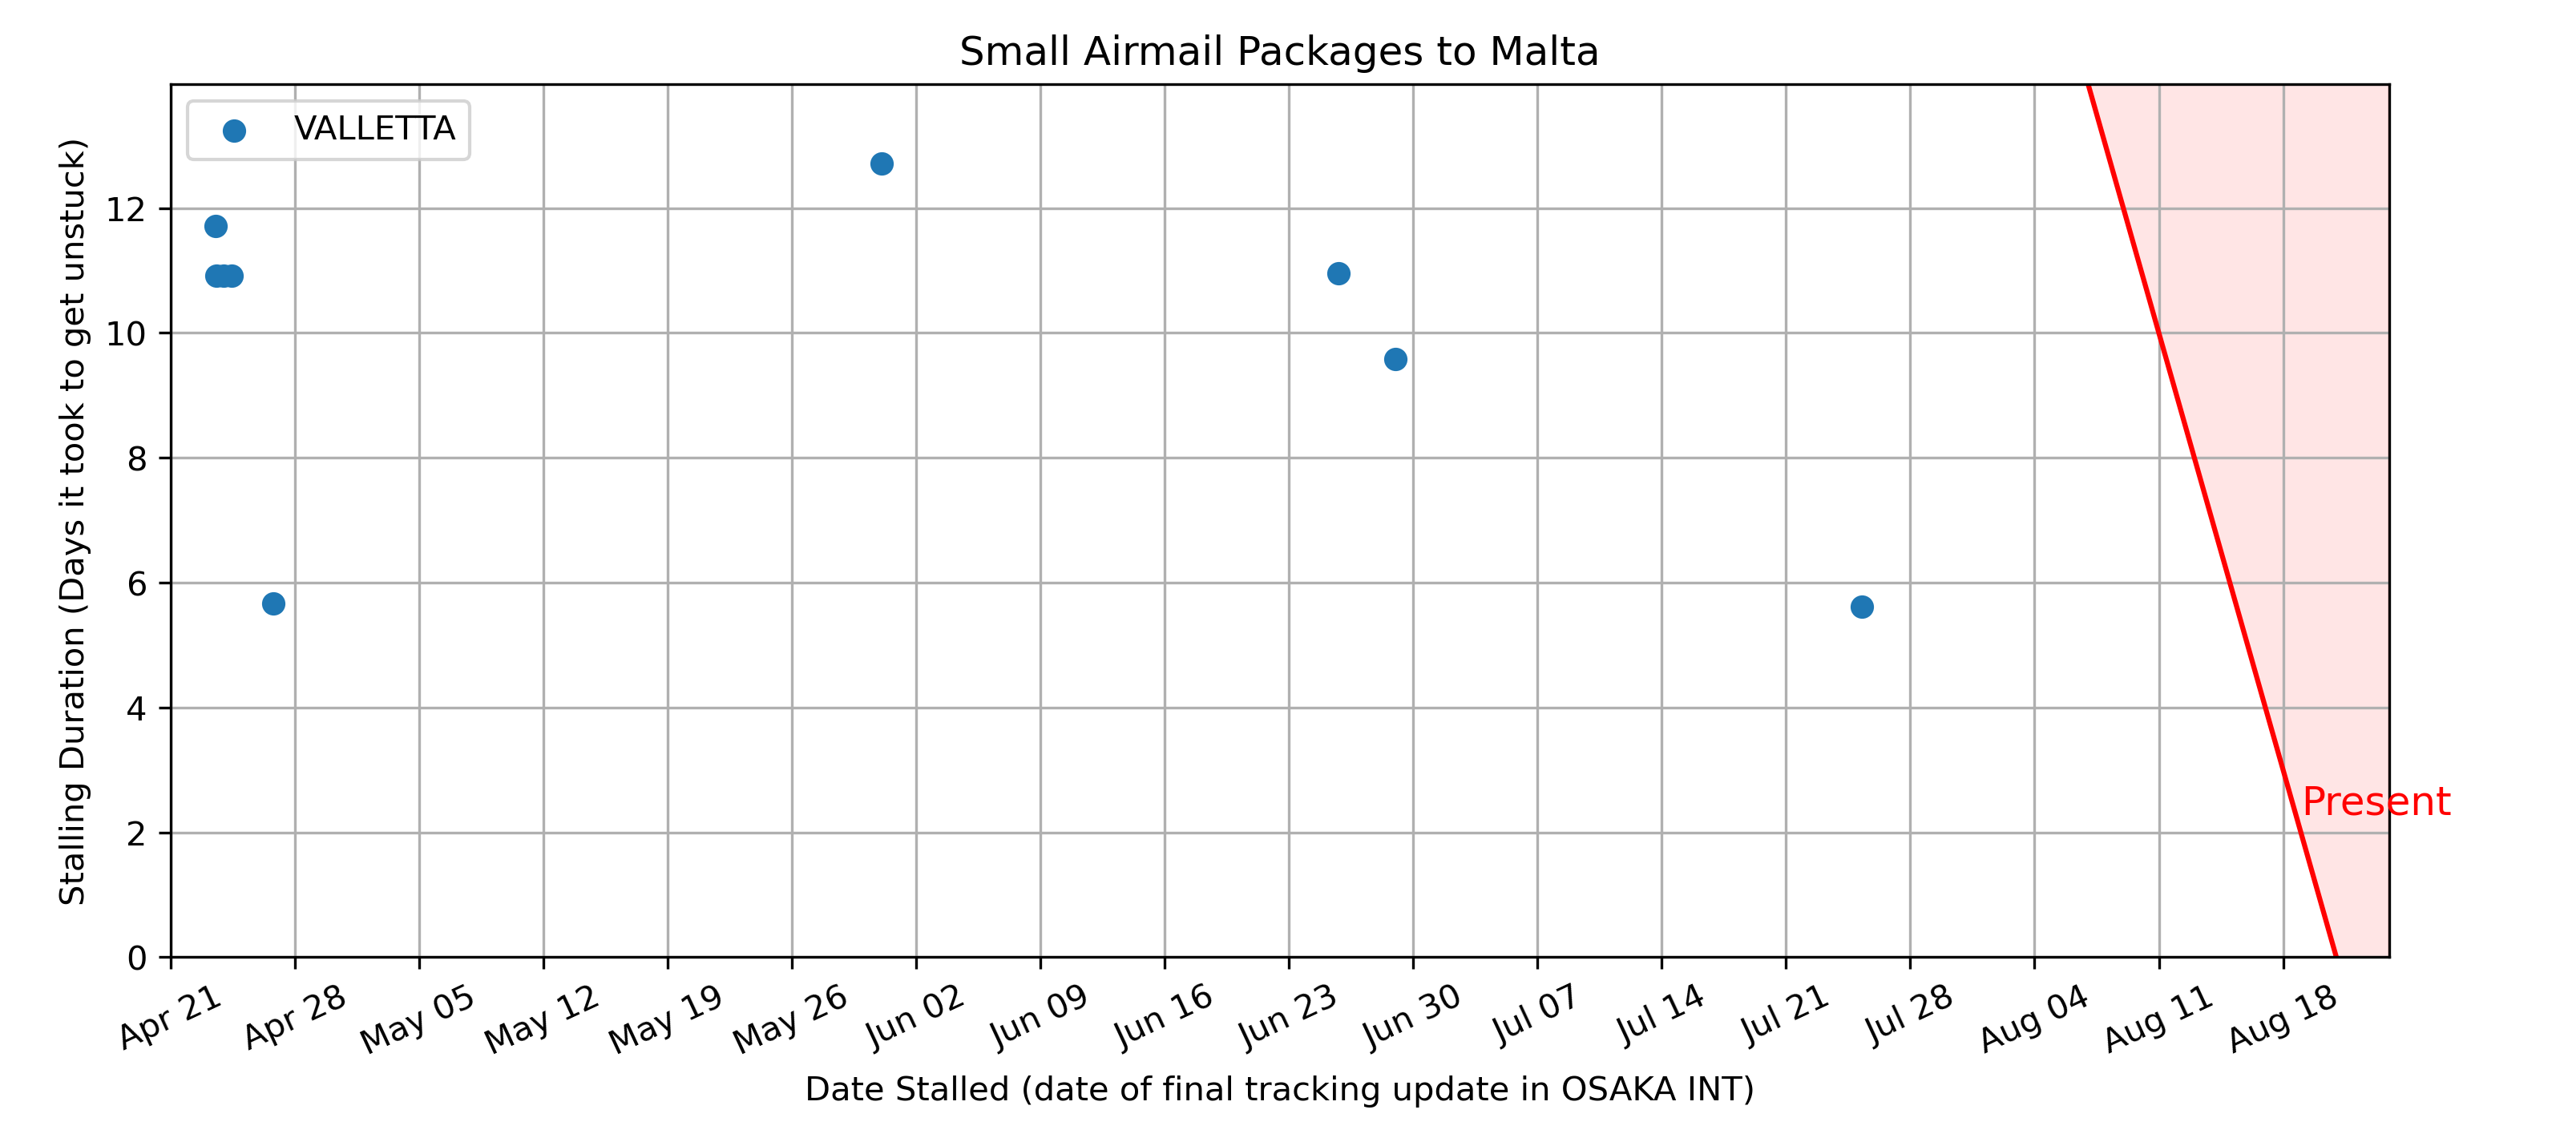 Small Airmail Packages to Malta
VALLETTA
Stalling Duration (Days it took to get unstuck)
12
10
8
6
4
2
0
Present
Apr 21
Apr 28
May 05
May 12
May 19
May 26
Jun 02
Jun 09
Jun 16
Jun 23
Jun 30
Jul 07
Jul 14
Jul 21
Jul 28
Aug 04
Aug 11
Aug 18
Date Stalled (date of final tracking update in OSAKA INT)